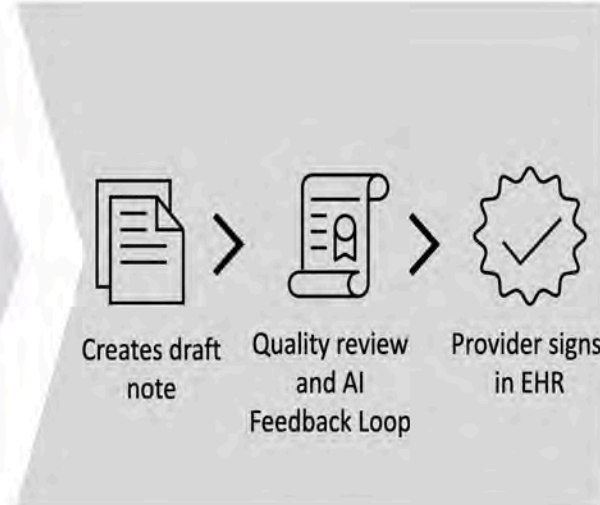 Creates draft
note
Quality review
and AI
Feedback Loop
Provider signs
in EHR